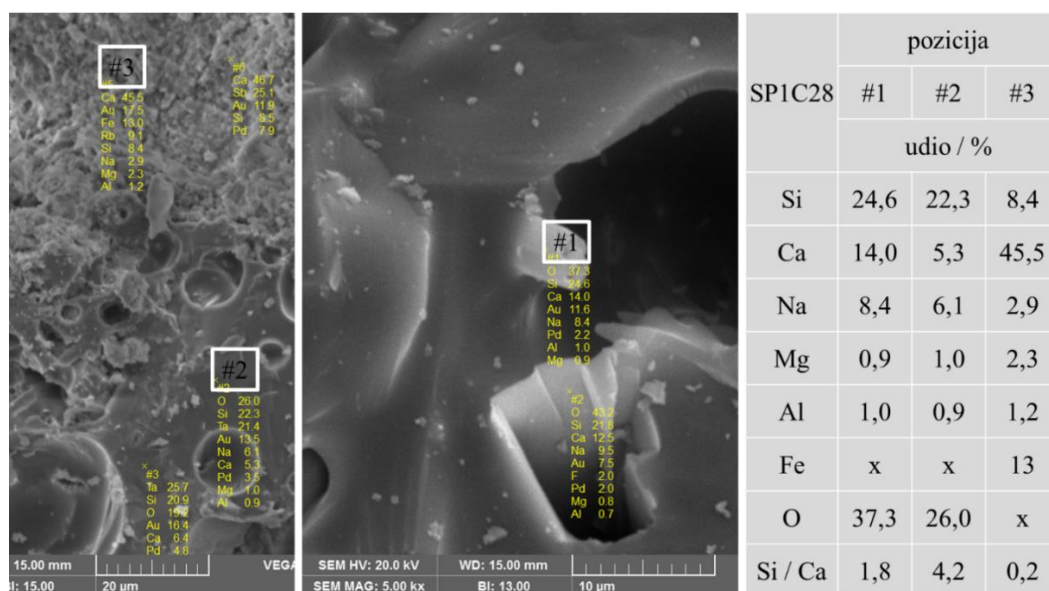 #3
#5
Ca 45.5
Au 17.5
Fe 13.0
Rb 9.1
Si 8.4
Na 2.9
Mg 2.3
Al 1.2
#6
Ca 46.7
Sb 25.1
Au 11.9
Si 8.5
Pd 7.9
#2
#2
O 26.0
Si 22.3
Ta 21.4
Au 13.5
Na 6.1
Ca 5.3
Pd 3.5
Mg 1.0
Al 0.9
#3
Ta 25.7
Si 20.9
O 19.2
Au 16.4
Ca 6.4
Pd 4.8
15.00 mm VEGA
BI: 15.00 20 µm
#1
#1
O 37.3
Si 24.6
Ca 14.0
Au 11.6
Na 8.4
Pd 2.2
Al 1.0
Mg 0.9
#2
O 43.2
Si 21.8
Ca 12.5
Na 9.5
Au 7.5
F 2.0
Pd 2.0
Mg 0.8
Al 0.7
SEM HV: 20.0 kV WD: 15.00 mm
SEM MAG: 5.00 kx BI: 13.00 10 µm
pozicija
SP1C28 #1 #2 #3
udio / %
Si 24,6 22,3 8,4
Ca 14,0 5,3 45,5
Na 8,4 6,1 2,9
Mg 0,9 1,0 2,3
Al 1,0 0,9 1,2
Fe x x 13
O 37,3 26,0 x
Si / Ca 1,8 4,2 0,2